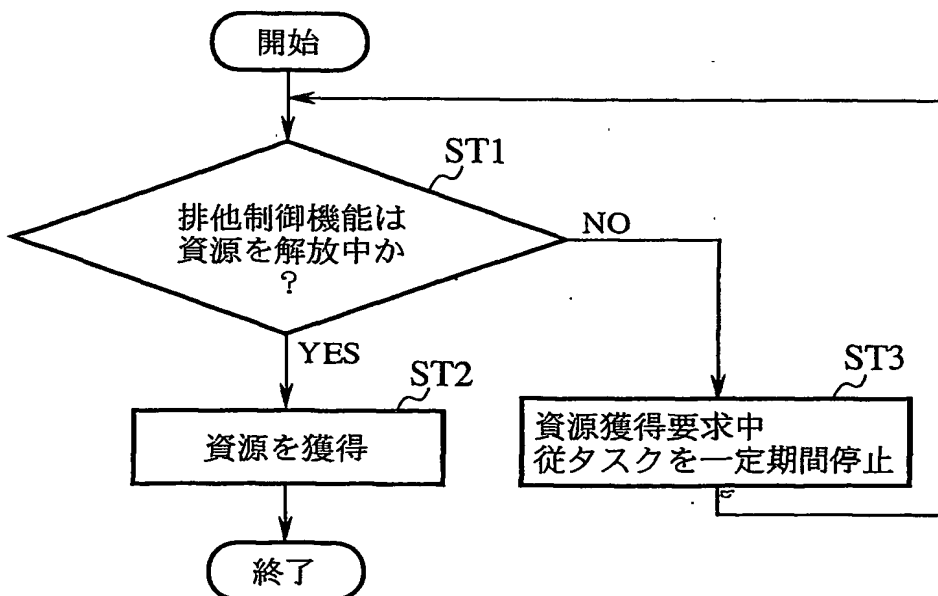 開始
ST1
排他制御機能は
資源を解放中か
?
NO
YES
ST2
資源を獲得
ST3
資源獲得要求中
従タスクを一定期間停止
終了